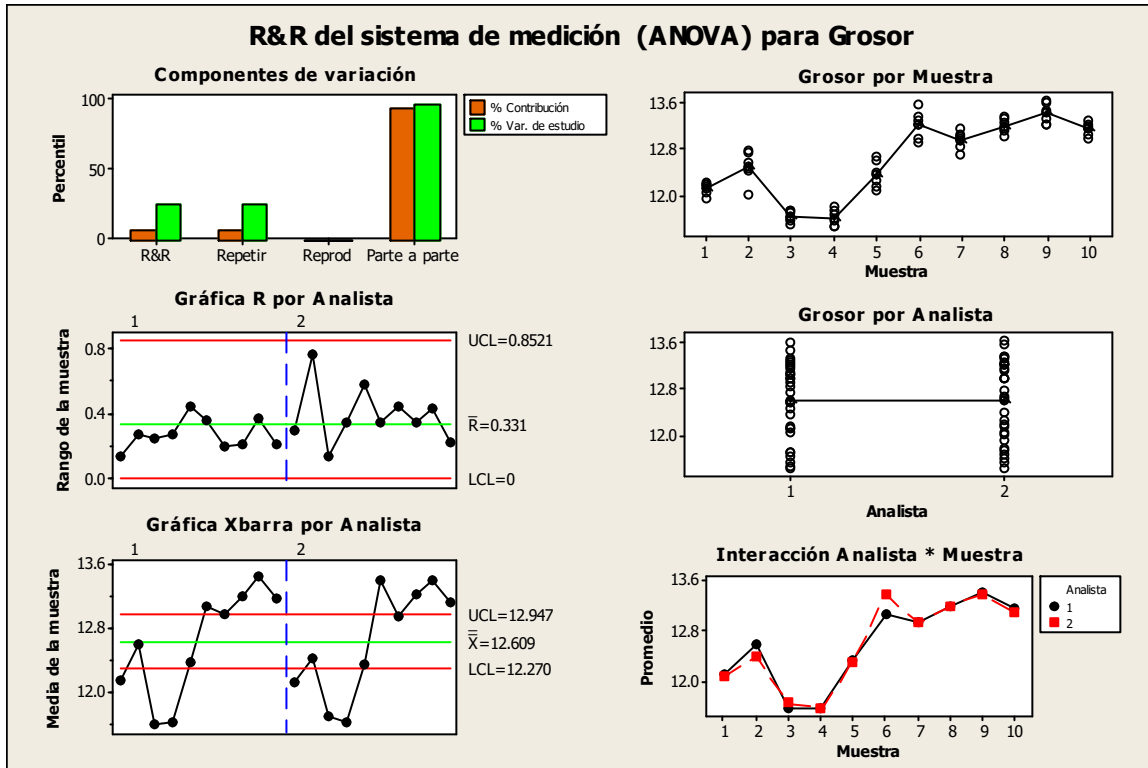 R&R del sistema de medición (ANOVA) para Grosor
Componentes de variación
Percentil
100
50
0
R&R Repetir Reprod Parte a parte
% Contribución
% Var. de estudio
Gráfica R por Analista
1 2
Rango de la muestra
0.8
0.4
0.0
UCL=0.8521
R=0.331
LCL=0
Gráfica Xbarra por Analista
1 2
Media de la muestra
13.6
12.8
12.0
UCL=12.947
X=12.609
LCL=12.270
Grosor por Muestra
13.6
12.8
12.0
1 2 3 4 5 6 7 8 9 10
Muestra
Grosor por Analista
13.6
12.8
12.0
1 2
Analista
Interacción Analista * Muestra
Promedio
13.6
12.8
12.0
1 2 3 4 5 6 7 8 9 10
Muestra
Analista
1
2